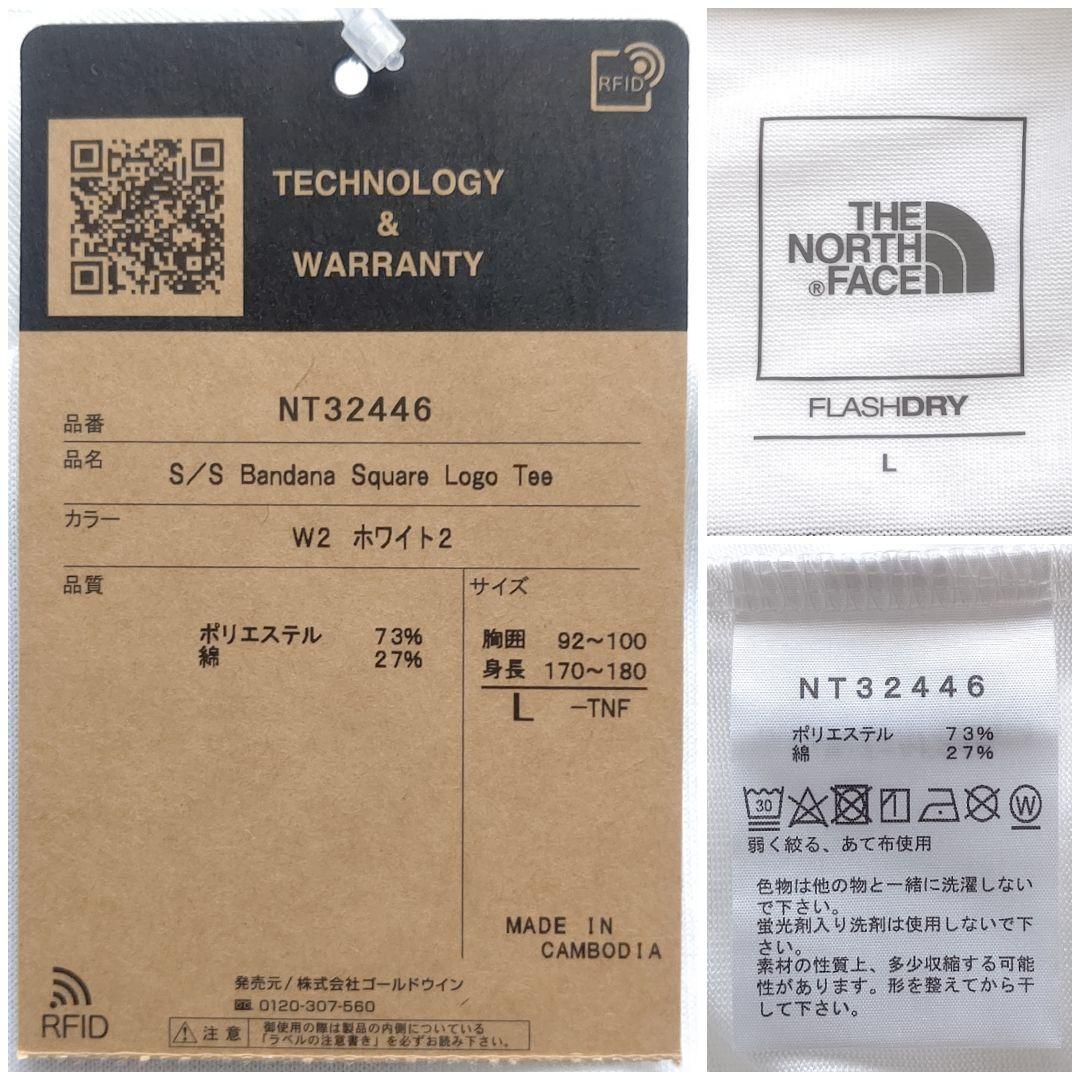 RFID
TECHNOLOGY
&
WARRANTY
品番 NT32446
品名 S/S Bandana Square Logo Tee
カラー W2 ホワイト2
品質
ポリエステル 73%
綿 27%
サイズ
胸囲 92～100
身長 170～180
L -TNF
MADE IN
CAMBODIA
RFID
発売元/株式会社ゴールドウイン
0120-307-560
注意
御使用の際は製品の内側についている
「ラベルの注意書き」を必ずお読み下さい。
THE
NORTH
®FACE
FLASHDRY
L
NT32446
ポリエステル 73%
綿 27%
30 W
弱く絞る、あて布使用
色物は他の物と一緒に洗濯しない
で下さい。
蛍光剤入り洗剤は使用しないで下
さい。
素材の性質上、多少収縮する可能
性があります。形を整えてから干
して下さい。